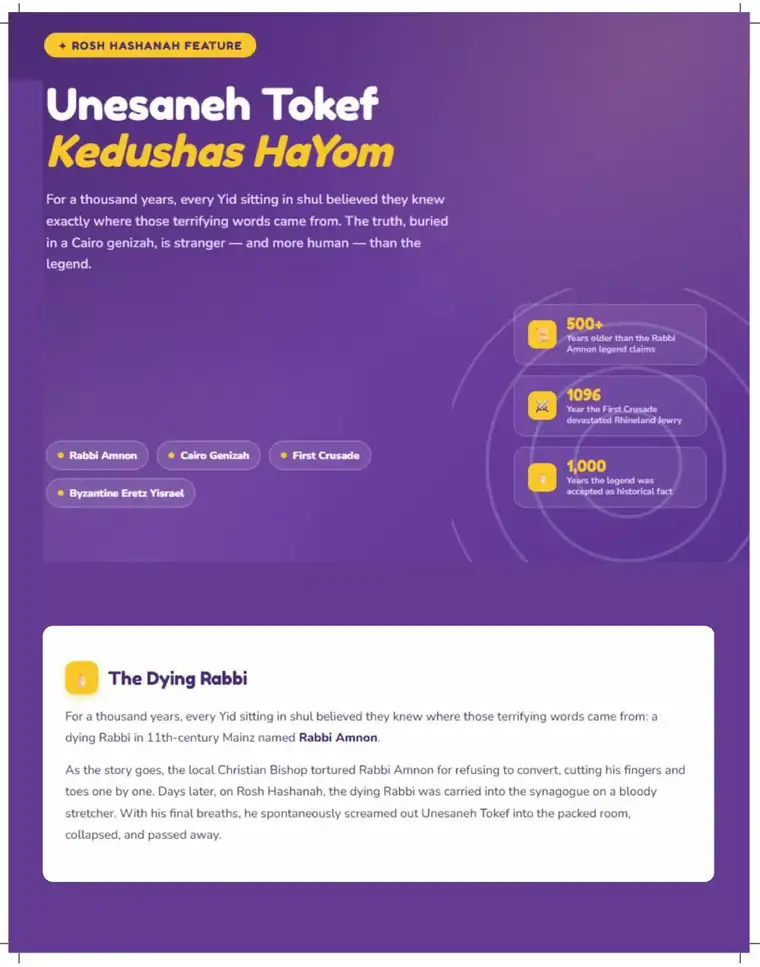 ✦ ROSH HASHANAH FEATURE
Unesaneh Tokef
Kedushas HaYom
For a thousand years, every Yid sitting in shul believed they knew
exactly where those terrifying words came from. The truth, buried
in a Cairo genizah, is stranger — and more human — than the
legend.
500+
Years older than the Rabbi
Amnon legend claims
1096
Year the First Crusade
devastated Rhineland Jewry
1,000
Years the legend was
accepted as historical fact
Rabbi Amnon
Cairo Genizah
First Crusade
Byzantine Eretz Yisrael
The Dying Rabbi
For a thousand years, every Yid sitting in shul believed they knew where those terrifying words came from: a
dying Rabbi in 11th-century Mainz named Rabbi Amnon.
As the story goes, the local Christian Bishop tortured Rabbi Amnon for refusing to convert, cutting his fingers and
toes one by one. Days later, on Rosh Hashanah, the dying Rabbi was carried into the synagogue on a bloody
stretcher. With his final breaths, he spontaneously screamed out Unesaneh Tokef into the packed room,
collapsed, and passed away.